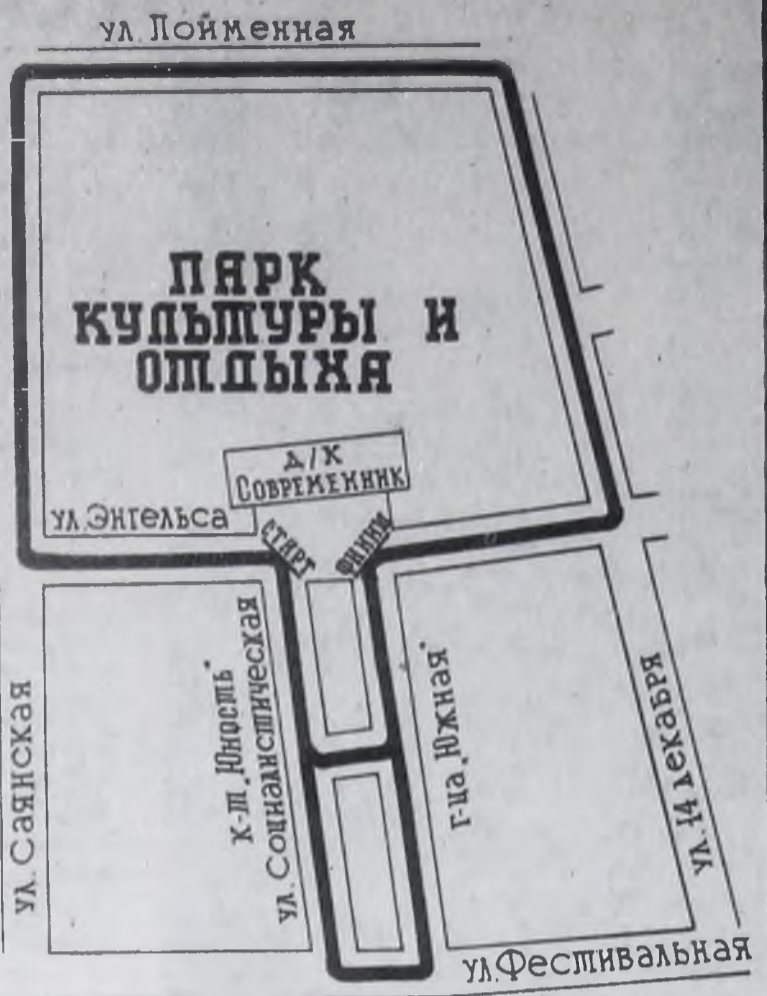 ул. Пойменная
ПАРК
КУЛЬТУРЫ И
ОТДЫХА
Д/К
СОВРЕМЕННИК
ул. Энгельса
СТАРТ
ФИНИШ
ул. Саянская
к-т „Юность"
ул. Социалистическая
г-ца „Южная"
ул. 14 декабря
ул. Фестивальная